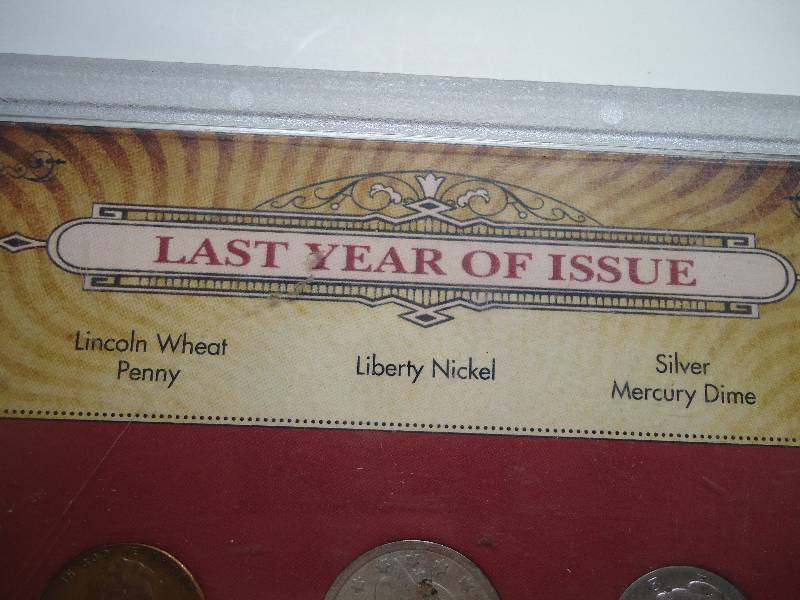 LAST YEAR OF ISSUE
Lincoln Wheat
Penny
Liberty Nickel
Silver
Mercury Dime